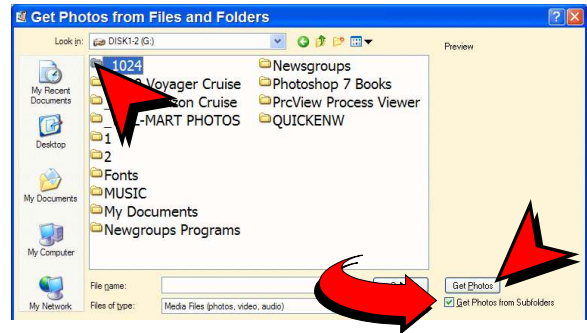 Get Photos from Files and Folders
Look in: DISK1-2 (G:)
Preview
My Recent
Documents
Desktop
My Documents
My Computer
My Network
_1024
Voyager Cruise
Cruise
-MART PHOTOS
1
2
Fonts
MUSIC
My Documents
Newgroups Programs
Newsgroups
Photoshop 7 Books
PrcView Process Viewer
QUICKENW
File name:
Files of type: Media Files (photos, video, audio)
Get Photos
Get Photos from Subfolders